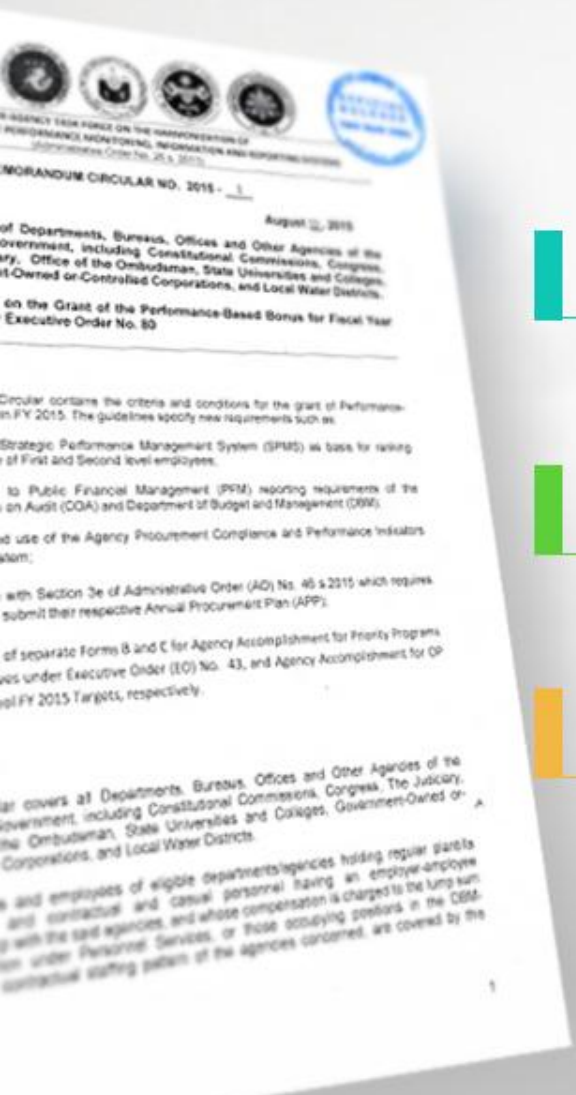 AGENCY TASK FORCE ON THE HARMONIZATION OF
PERFORMANCE MONITORING, INFORMATION AND REPORTING SYSTEMS
(Administrative Order No. 25 s. 2011)
MEMORANDUM CIRCULAR NO. 2015 - 1
August 2015
of Departments, Bureaus, Offices and Other Agencies of the
Government, including Constitutional Commissions, Congress,
ary, Office of the Ombudsman, State Universities and Colleges,
t-Owned or-Controlled Corporations, and Local Water Districts
on the Grant of the Performance-Based Bonus for Fiscal Year
Executive Order No. 80
Circular contains the criteria and conditions for the grant of Performance-
in FY 2015. The guidelines specify new requirements such as:
Strategic Performance Management System (SPMS) as basis for ranking
of First and Second level employees;
to Public Financial Management (PFM) reporting requirements of the
on Audit (COA) and Department of Budget and Management (DBM)
d use of the Agency Procurement Compliance and Performance Indicators
stem;
with Section 3e of Administrative Order (AO) No. 46 s 2015 which requires
submit their respective Annual Procurement Plan (APP);
of separate Forms B and C for Agency Accomplishment for Priority Programs
ves under Executive Order (EO) No. 43, and Agency Accomplishment for OP
of FY 2015 Targets, respectively.
lar covers all Departments, Bureaus, Offices and Other Agencies of the
Government, including Constitutional Commissions, Congress, The Judiciary,
the Ombudsman, State Universities and Colleges, Government-Owned or-
Corporations, and Local Water Districts.
s and employees of eligible departments/agencies holding regular plantilla
and contractual and casual personnel having an employer-employee
p with the said agencies, and whose compensation is charged to the lump sum
ion under Personnel Services, or those occupying positions in the DBM-
contractual staffing pattern of the agencies concerned, are covered by this
1